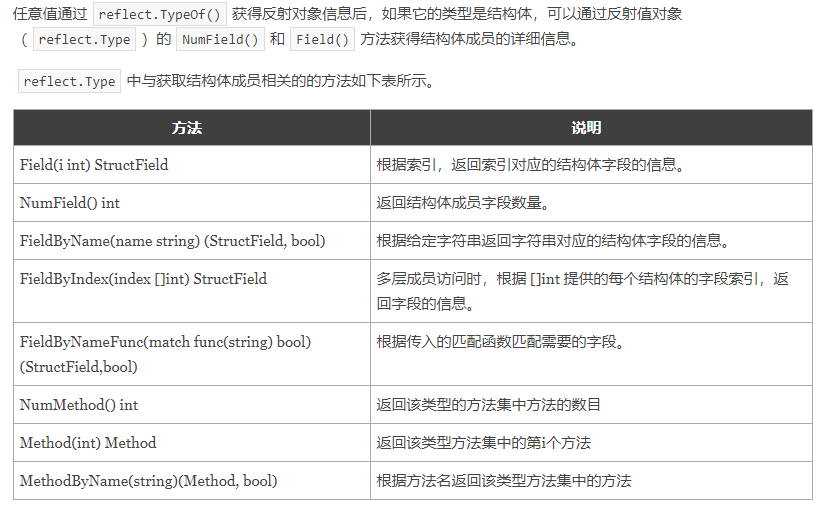 任意值通过 reflect.TypeOf() 获得反射对象信息后，如果它的类型是结构体，可以通过反射值对象
（ reflect.Type ）的 NumField() 和 Field() 方法获得结构体成员的详细信息。
reflect.Type 中与获取结构体成员相关的的方法如下表所示。
方法 说明
Field(i int) StructField 根据索引，返回索引对应的结构体字段的信息。
NumField() int 返回结构体成员字段数量。
FieldByName(name string) (StructField, bool) 根据给定字符串返回字符串对应的结构体字段的信息。
FieldByIndex(index []int) StructField 多层成员访问时，根据 []int 提供的每个结构体的字段索引，返
回字段的信息。
FieldByNameFunc(match func(string) bool) 根据传入的匹配函数匹配需要的字段。
(StructField,bool)
NumMethod() int 返回该类型的方法集中方法的数目
Method(int) Method 返回该类型方法集中的第i个方法
MethodByName(string)(Method, bool) 根据方法名返回该类型方法集中的方法